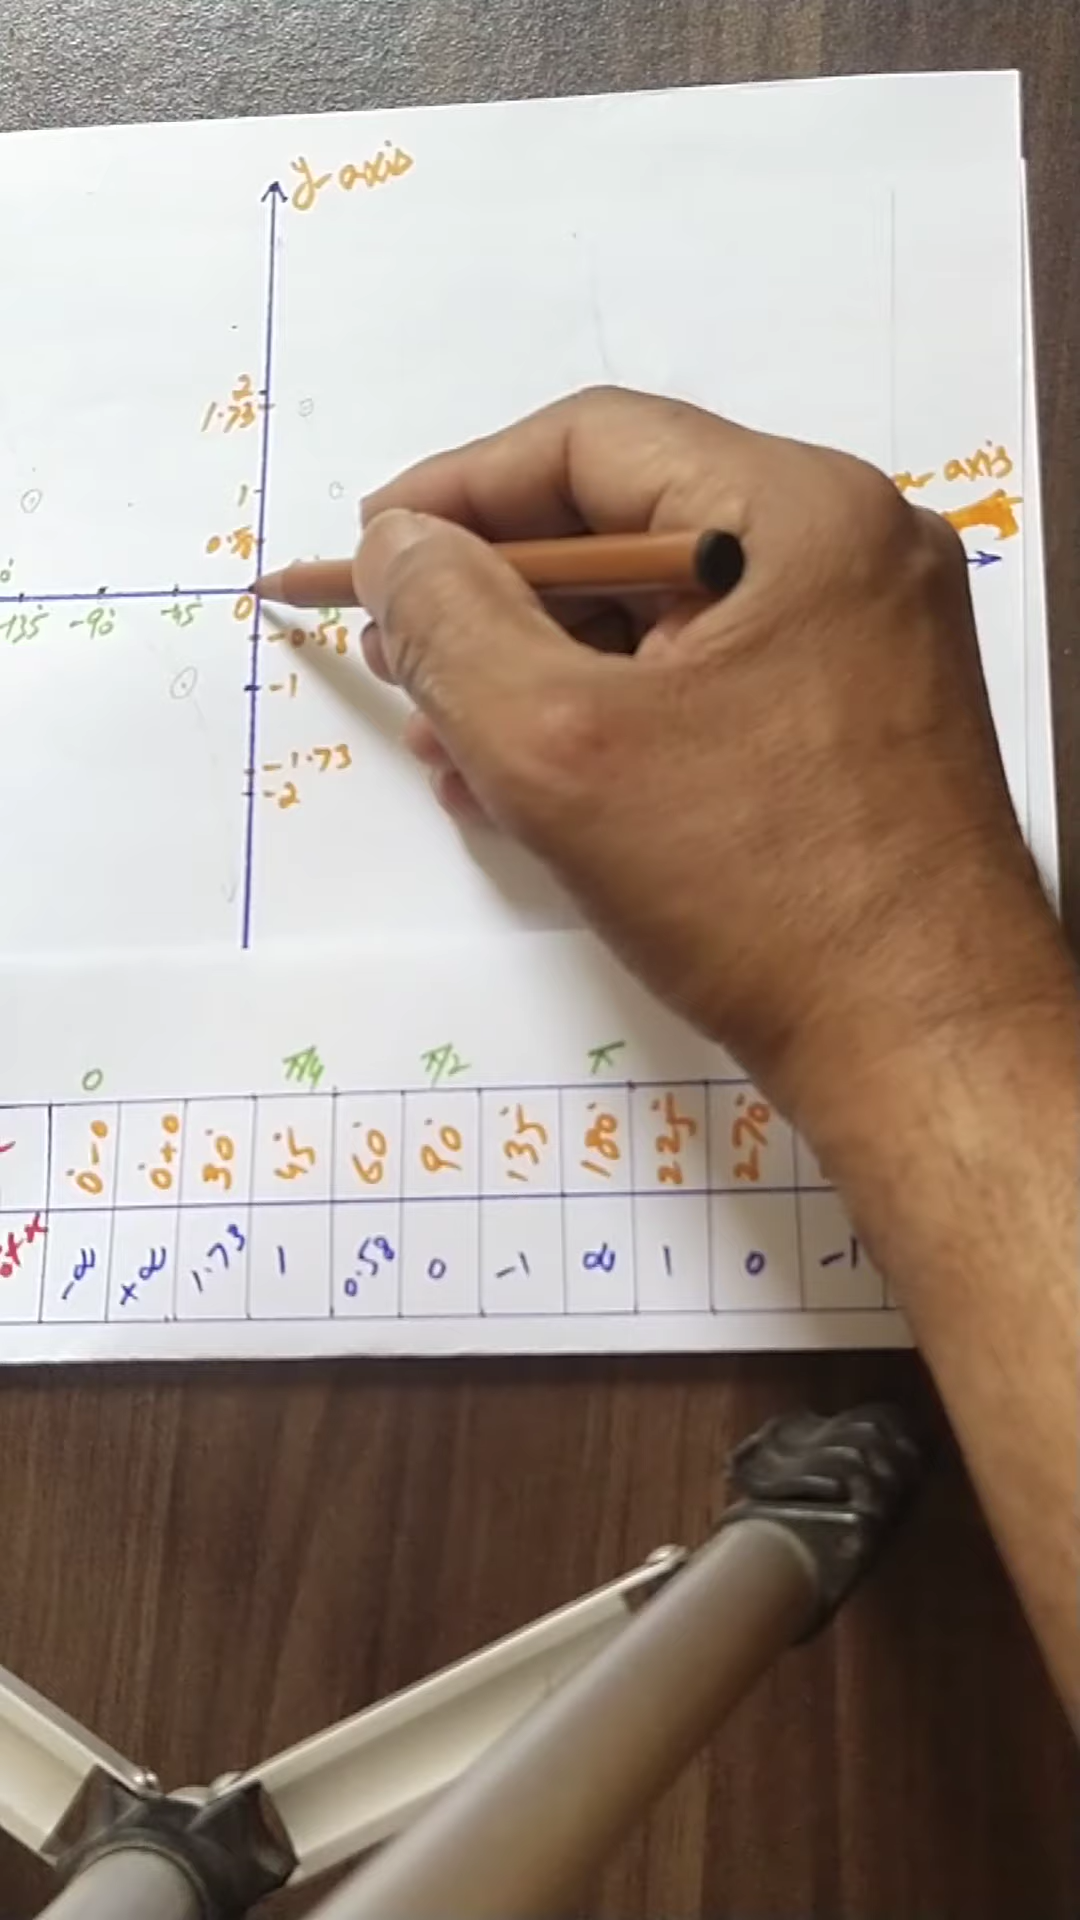 y-axis
2
1.73
x-axis
1
0.58
-135° -90° -45° 0
-0.58
-1
-1.73
-2
0 π/4 π/2 π
0°-0 0°+0 30° 45° 60° 90° 135° 180° 225° 270°
-∝ +∝ 1.73 1 0.58 0 -1 ∝ 1 0 -1